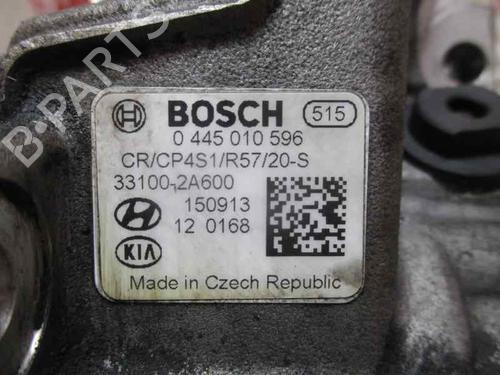 B-PARTS
BOSCH 515
0 445 010 596
CR/CP4S1/R57/20-S
33100-2A600
150913
12 0168
KIA
Made in Czech Republic